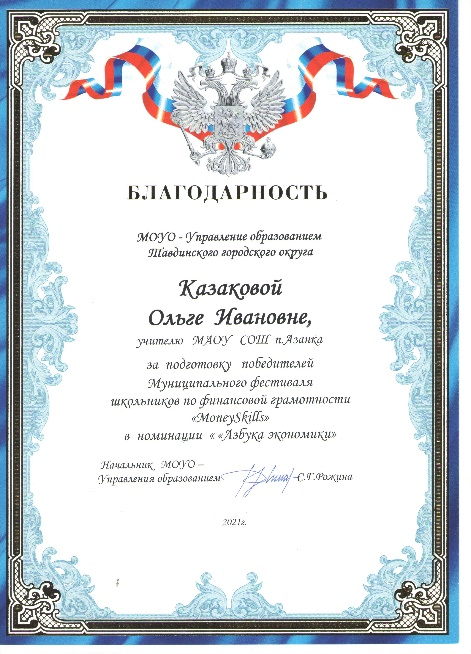 БЛАГОДАРНОСТЬ
МОУО - Управление образованием
Тавдинского городского округа
Казаковой
Ольге Ивановне,
учителю МАОУ СОШ п.Азанка
за подготовку победителей
Муниципального фестиваля
школьников по финансовой грамотности
«MoneySkills»
в номинации « «Азбука экономики»
Начальник МОУО –
Управления образованием С.Г.Рожина
2021г.